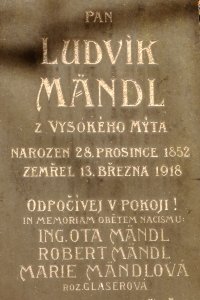 PAN
LUDVÍK
MÄNDL
Z VYSOKÉHO MÝTA
NAROZEN 28. PROSINCE 1852
ZEMŘEL 13. BŘEZNA 1918
ODPOČÍVEJ V POKOJI!
IN MEMORIAM OBĚTEM NACISMU:
ING. OTA MÄNDL
ROBERT MÄNDL
MARIE MÄNDLOVÁ
ROZ. GLASEROVÁ